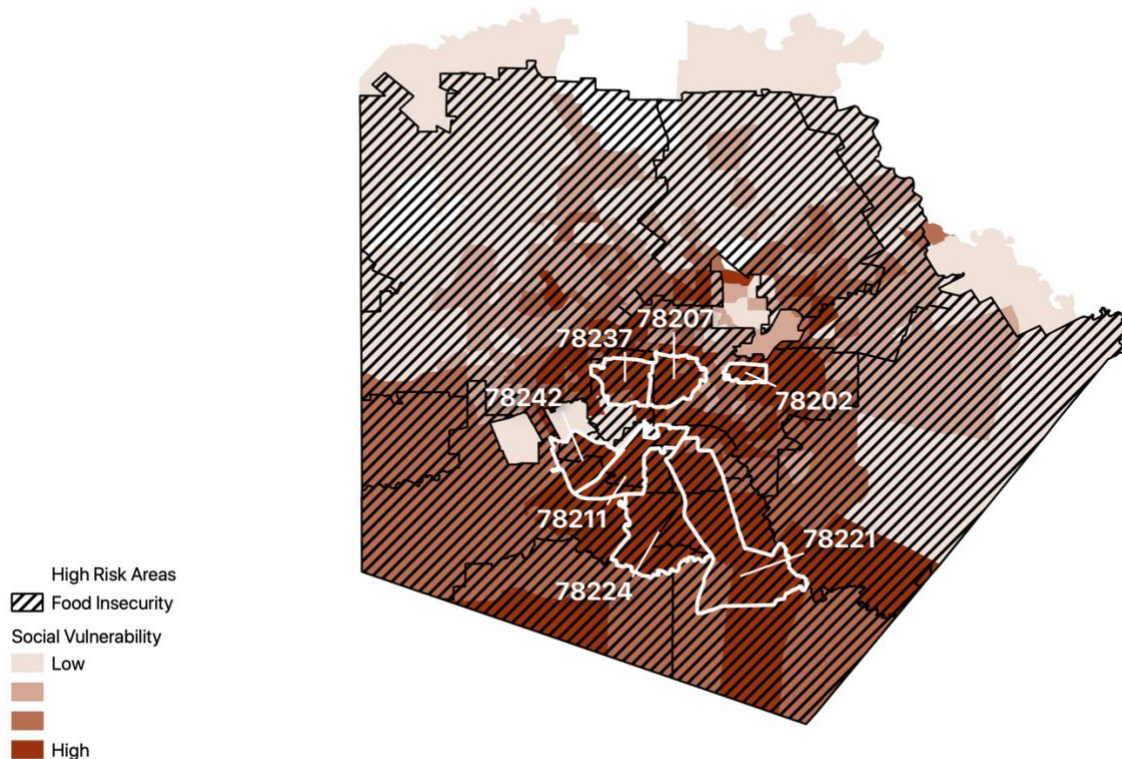 78207
78237
78242
78202
78211
78221
78224
High Risk Areas
Food Insecurity
Social Vulnerability
Low
High